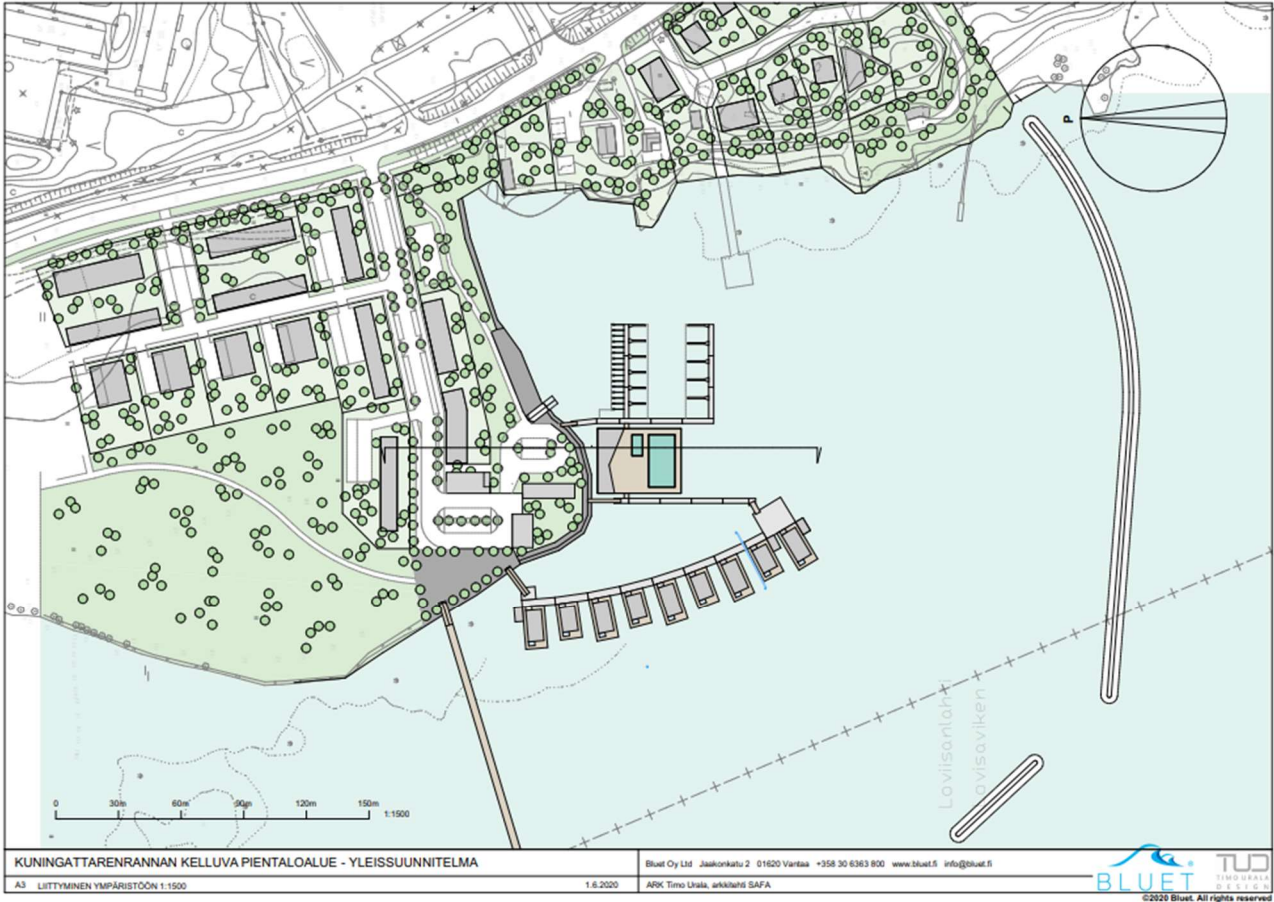 P
Loviisanlahti
Lovisaviken
0 30m 60m 90m 120m 150m
1:1500
KUNINGATTARENRANNAN KELLUVA PIENTALOALUE - YLEISSUUNNITELMA
A3 LIITTYMINEN YMPÄRISTÖÖN 1:1500 1.6.2020
Bluet Oy Ltd Jaakonkatu 2 01620 Vantaa +358 30 6363 800 www.bluet.fi info@bluet.fi
ARK Timo Urala, arkkitehti SAFA
BLUET®
TUD
TIMO URALA
DESIGN
©2020 Bluet. All rights reserved